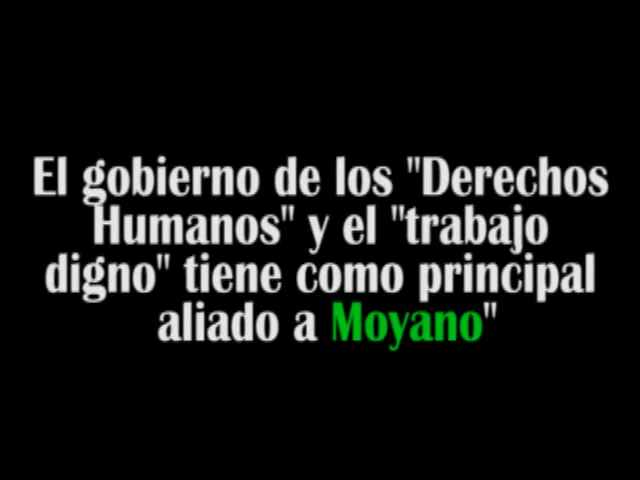 El gobierno de los "Derechos
Humanos" y el "trabajo
digno" tiene como principal
aliado a Moyano"